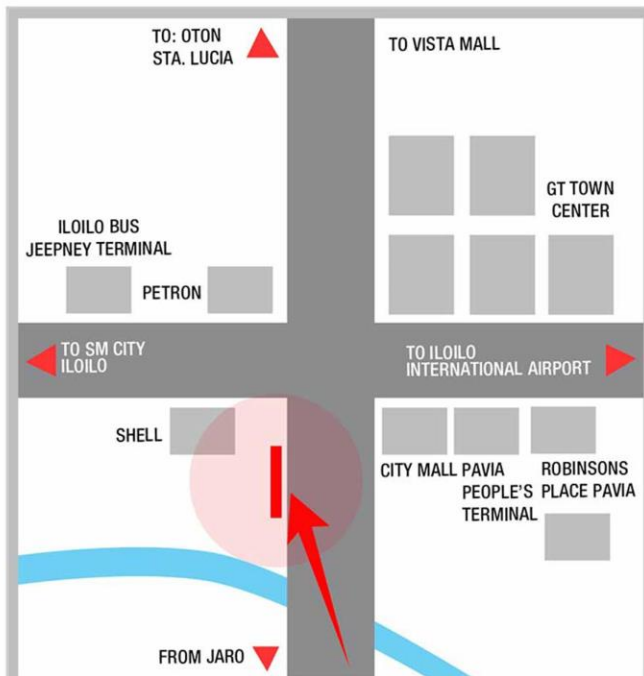 TO: OTON
STA. LUCIA
TO VISTA MALL
GT TOWN
CENTER
ILOILO BUS
JEEPNEY TERMINAL
PETRON
TO SM CITY
ILOILO
TO ILOILO
INTERNATIONAL AIRPORT
SHELL
CITY MALL
PAVIA
PEOPLE'S
TERMINAL
ROBINSONS
PLACE PAVIA
FROM JARO